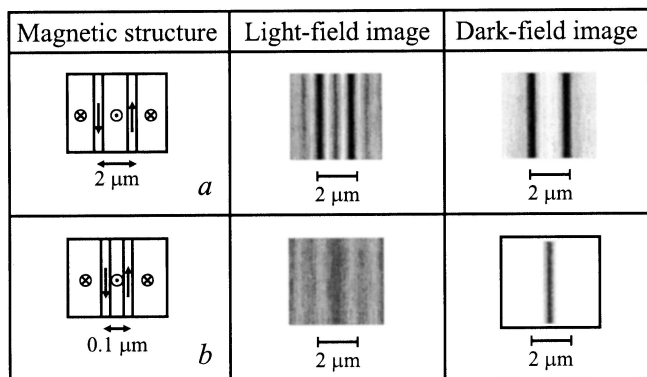 Magnetic structure
Light-field image
Dark-field image
2 μm
a
2 μm
2 μm
0.1 μm
b
2 μm
2 μm